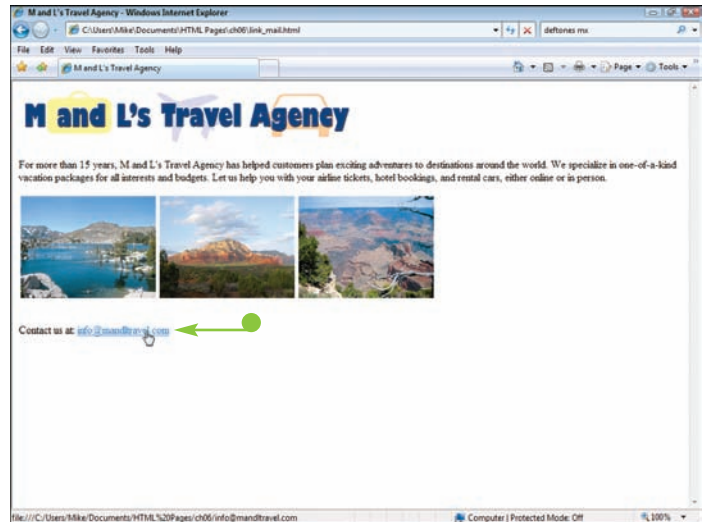 M and L's Travel Agency - Windows Internet Explorer
C:\Users\Mike\Documents\HTML Pages\ch06\link_mail.html
deftones mx
File Edit View Favorites Tools Help
M and L's Travel Agency
Page
Tools
M and L's Travel Agency
For more than 15 years, M and L's Travel Agency has helped customers plan exciting adventures to destinations around the world. We specialize in one-of-a-kind
vacation packages for all interests and budgets. Let us help you with your airline tickets, hotel bookings, and rental cars, either online or in person.
Contact us at: info@mandltravel.com
file:///C:/Users/Mike/Documents/HTML%20Pages/ch06/info@mandltravel.com
Computer | Protected Mode: Off
100%